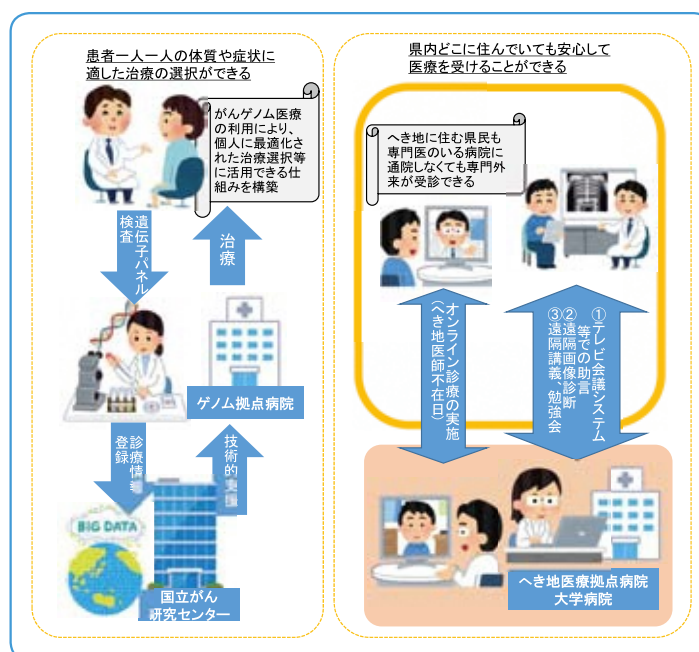 患者一人一人の体質や症状に
適した治療の選択ができる
がんゲノム医療
の利用により、
個人に最適化さ
れた治療選択等
に活用できる仕
組みを構築
遺伝子パネル
検査
治療
ゲノム拠点病院
診療情報
登録
技術的支援
BIG DATA
国立がん
研究センター
県内どこに住んでいても安心して
医療を受けることができる
へき地に住む県民も
専門医のいる病院に
通院しなくても専門外
来が受診できる
オンライン診療の実施
(へき地医師不在日)
①テレビ会議システム
等での助言
②遠隔画像診断
③遠隔講義、勉強会
へき地医療拠点病院
大学病院